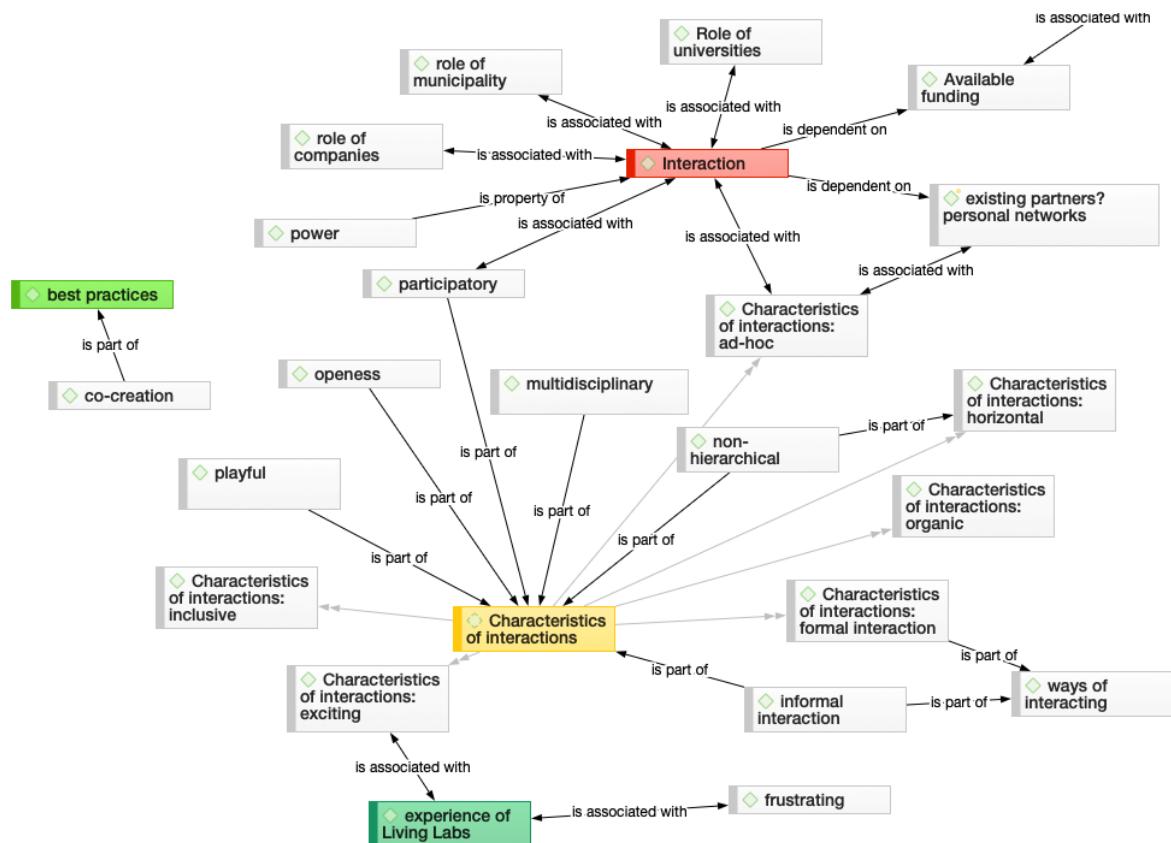 is associated with
Role of
universities
role of
municipality
Available
funding
is associated with
is associated with
is dependent on
role of
companies
is associated with
Interaction
is dependent on
existing partners?
personal networks
is property of
is associated with
power
is associated with
is associated with
participatory
best practices
Characteristics
of interactions:
ad-hoc
is part of
co-creation
openess
multidisciplinary
Characteristics
of interactions:
horizontal
is part of
non-
hierarchical
is part of
playful
Characteristics
of interactions:
organic
is part of
is part of
is part of
is part of
Characteristics
of interactions:
inclusive
Characteristics
of interactions:
formal interaction
Characteristics
of interactions
is part of
is part of
Characteristics
of interactions:
exciting
informal
interaction
is part of
ways of
interacting
is associated with
frustrating
is associated with
experience of
Living Labs